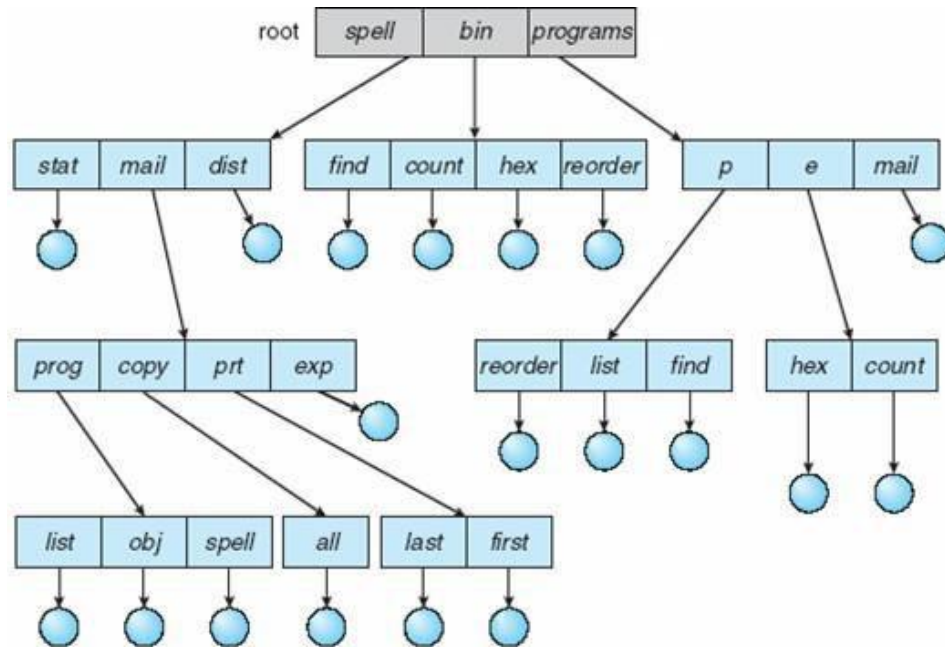 root spell bin programs
stat mail dist find count hex reorder p e mail
prog copy prt exp reorder list find hex count
list obj spell all last first